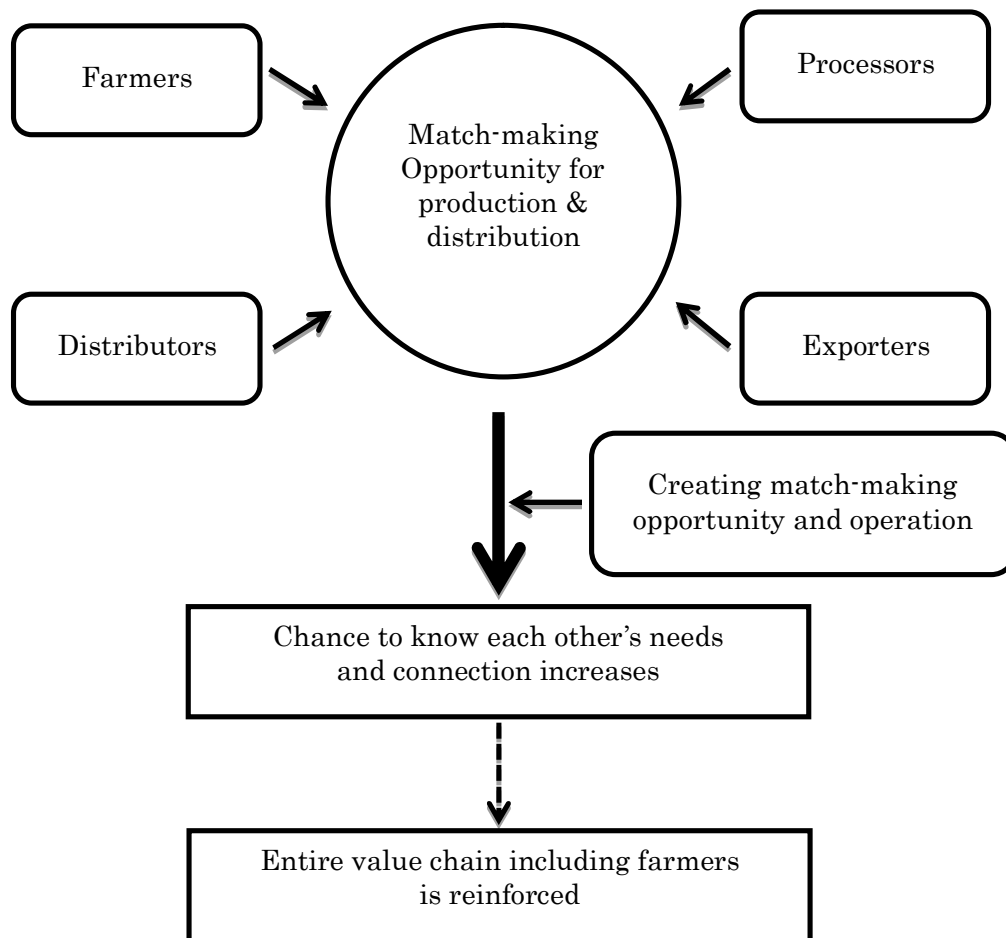 Farmers
Processors
Match-making
Opportunity for
production &
distribution
Distributors
Exporters
Creating match-making
opportunity and operation
Chance to know each other’s needs
and connection increases
Entire value chain including farmers
is reinforced